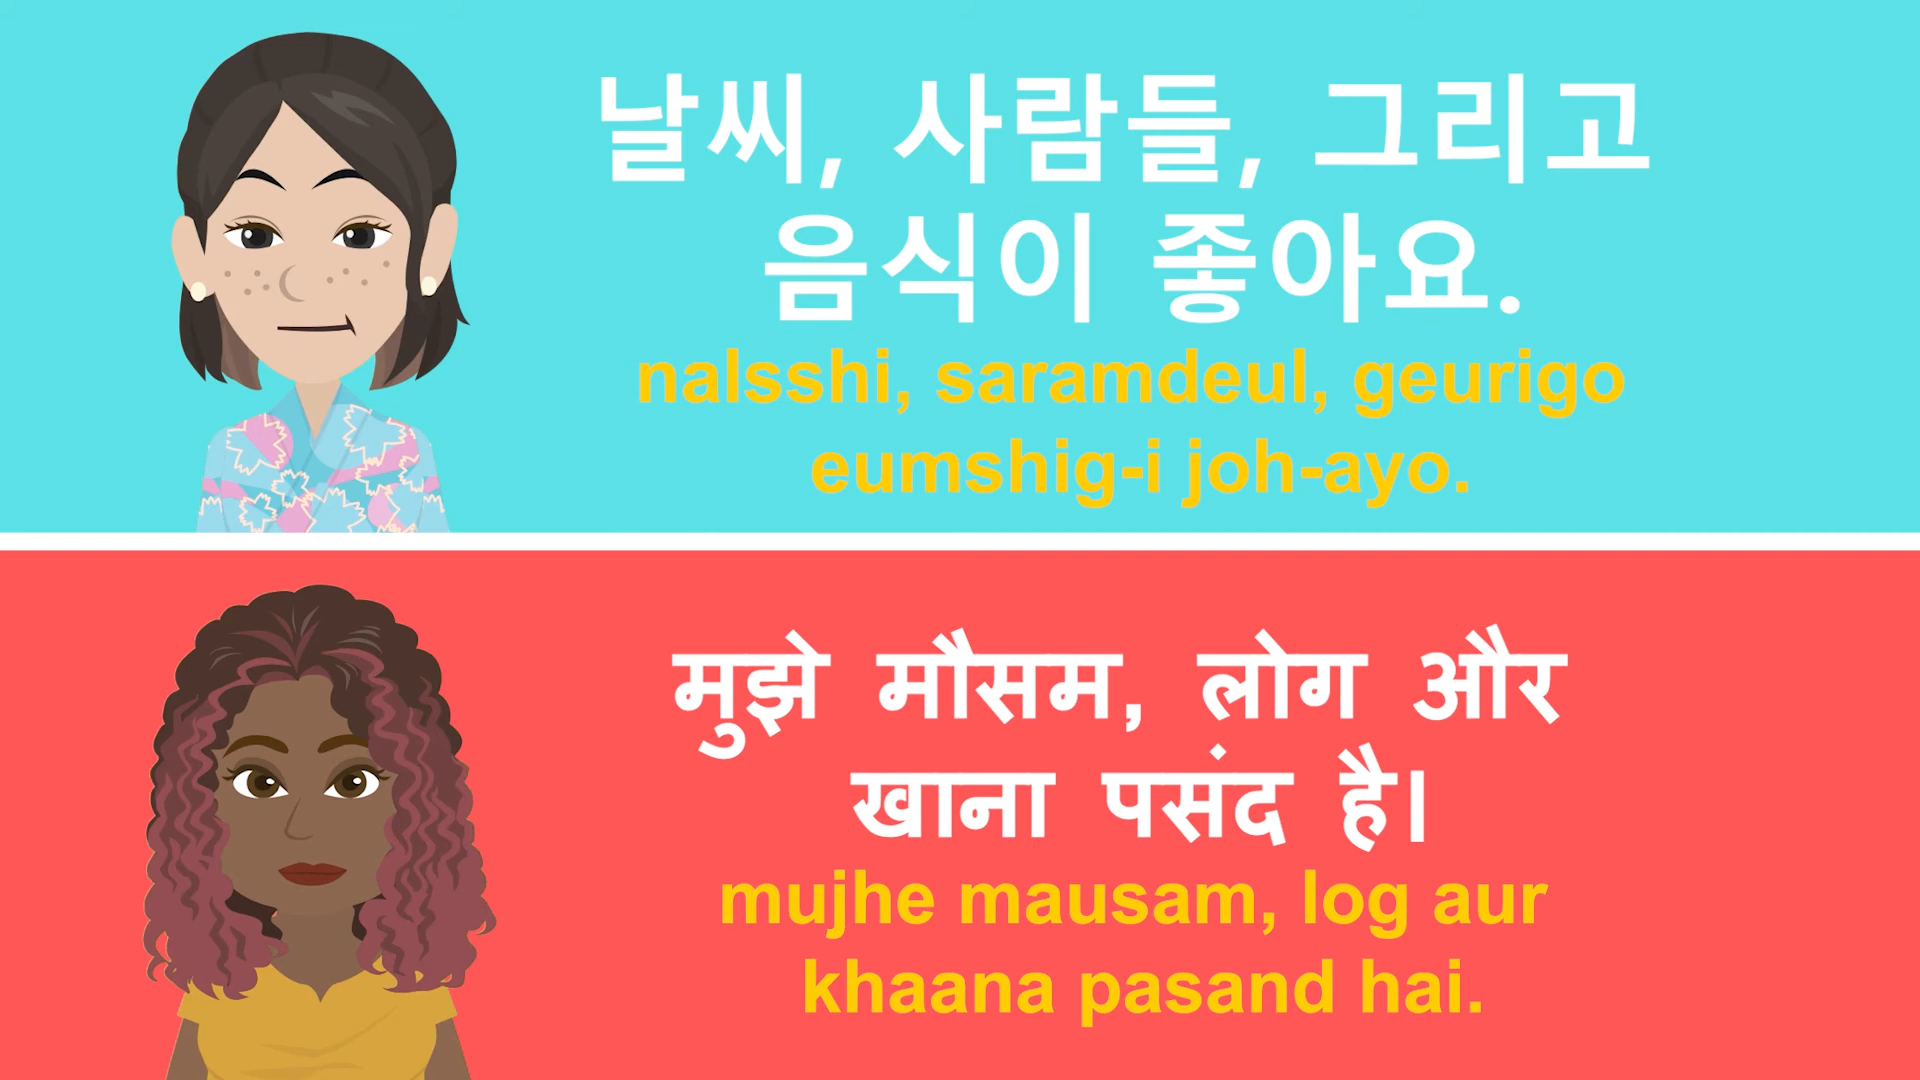 날씨, 사람들, 그리고
음식이 좋아요.
nalsshi, saramdeul, geurigo
eumshig-i joh-ayo.
मुझे मौसम, लोग और
खाना पसंद है।
mujhe mausam, log aur
khaana pasand hai.